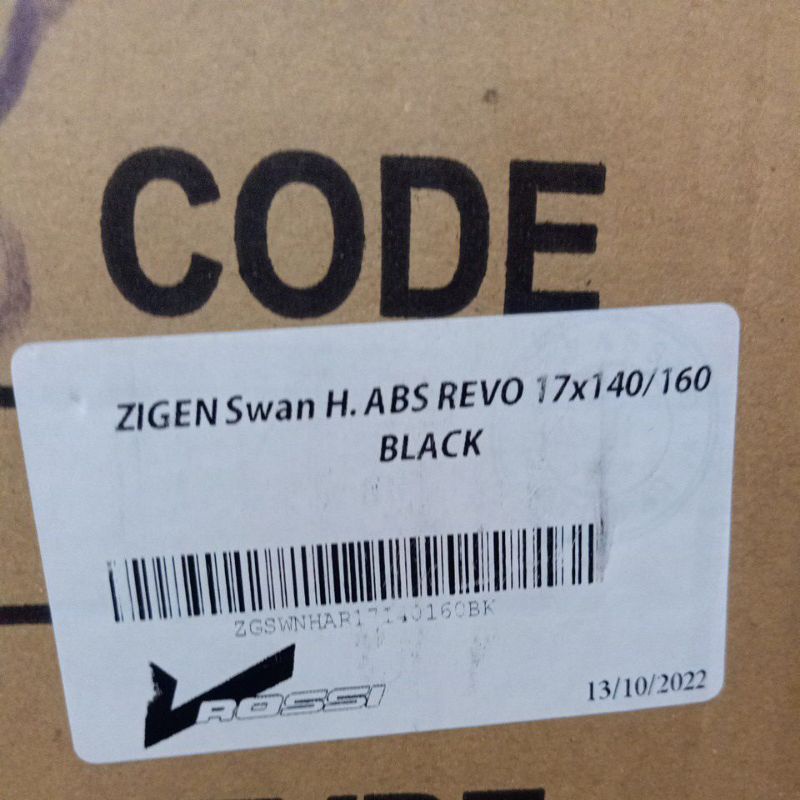 CODE
ZIGEN Swan H. ABS REVO 17x140/160
BLACK
V ROSSI
13/10/2022